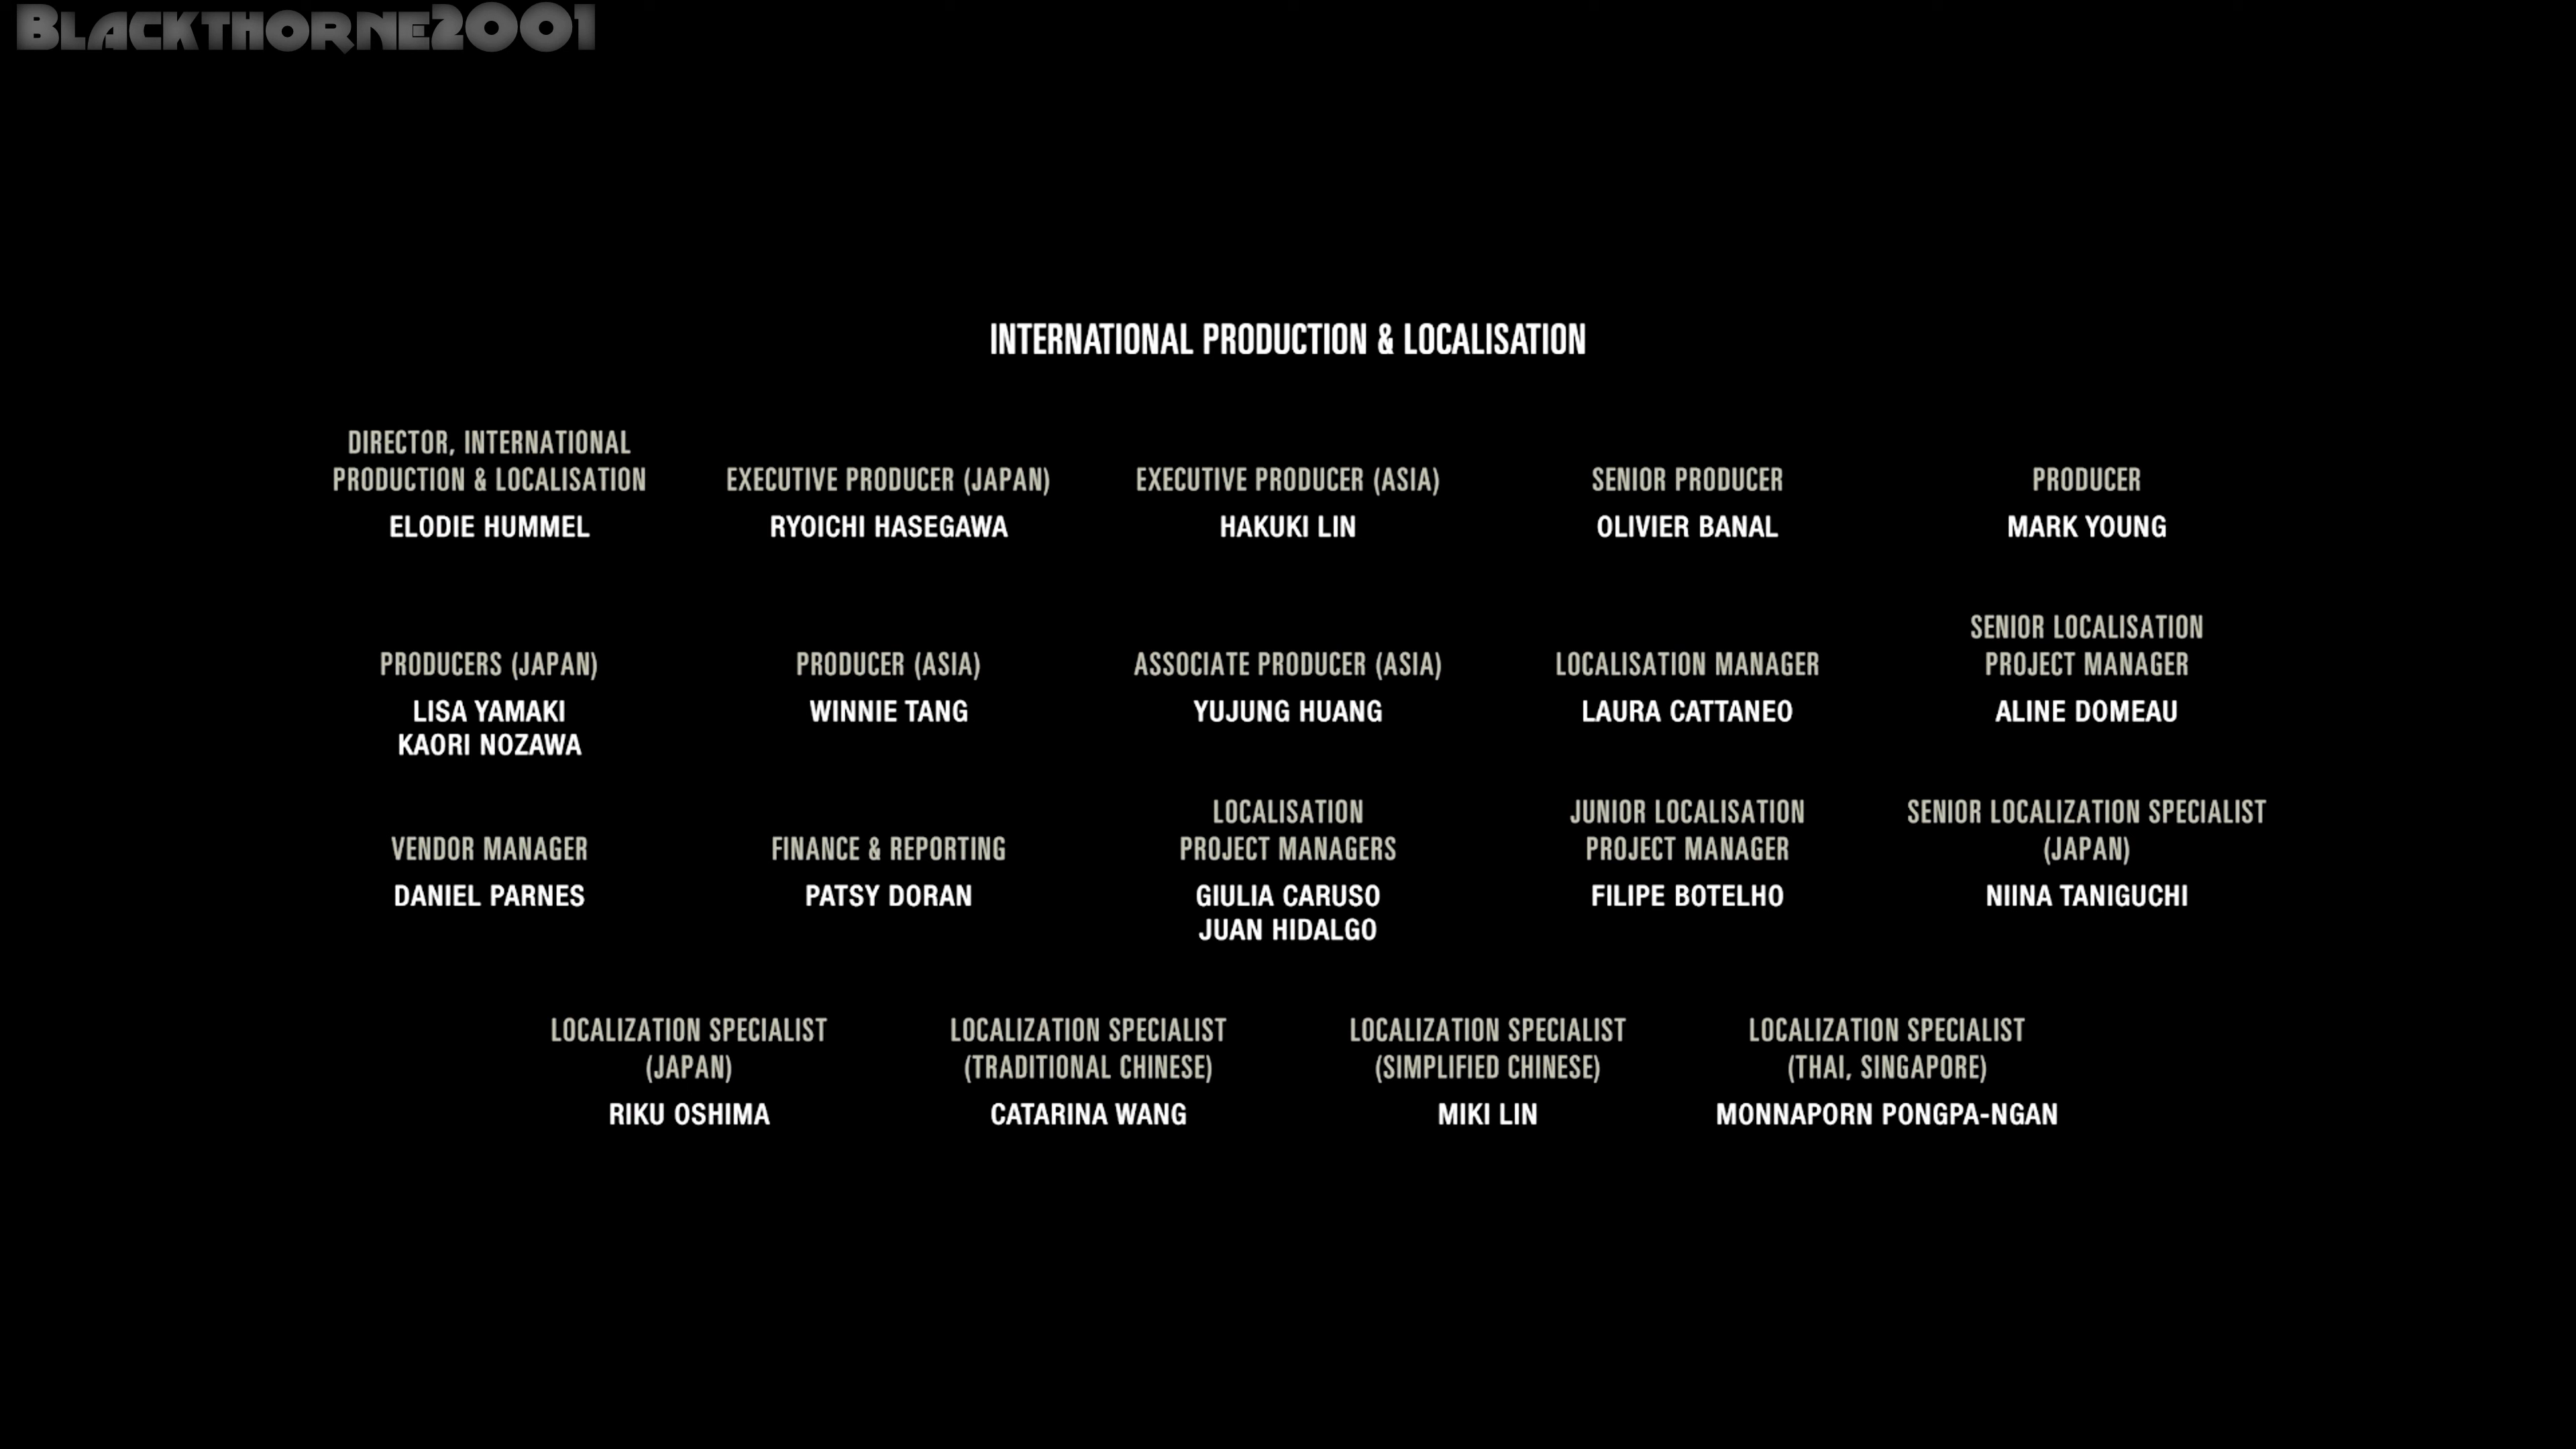 BLACKTHORNE2001
INTERNATIONAL PRODUCTION & LOCALISATION
DIRECTOR, INTERNATIONAL
PRODUCTION & LOCALISATION
ELODIE HUMMEL
EXECUTIVE PRODUCER (JAPAN)
RYOICHI HASEGAWA
EXECUTIVE PRODUCER (ASIA)
HAKUKI LIN
SENIOR PRODUCER
OLIVIER BANAL
PRODUCER
MARK YOUNG
PRODUCERS (JAPAN)
LISA YAMAKI
KAORI NOZAWA
PRODUCER (ASIA)
WINNIE TANG
ASSOCIATE PRODUCER (ASIA)
YUJUNG HUANG
LOCALISATION MANAGER
LAURA CATTANEO
SENIOR LOCALISATION
PROJECT MANAGER
ALINE DOMEAU
VENDOR MANAGER
DANIEL PARNES
FINANCE & REPORTING
PATSY DORAN
LOCALISATION
PROJECT MANAGERS
GIULIA CARUSO
JUAN HIDALGO
JUNIOR LOCALISATION
PROJECT MANAGER
FILIPE BOTELHO
SENIOR LOCALIZATION SPECIALIST
(JAPAN)
NIINA TANIGUCHI
LOCALIZATION SPECIALIST
(JAPAN)
RIKU OSHIMA
LOCALIZATION SPECIALIST
(TRADITIONAL CHINESE)
CATARINA WANG
LOCALIZATION SPECIALIST
(SIMPLIFIED CHINESE)
MIKI LIN
LOCALIZATION SPECIALIST
(THAI, SINGAPORE)
MONNAPORN PONGPA-NGAN